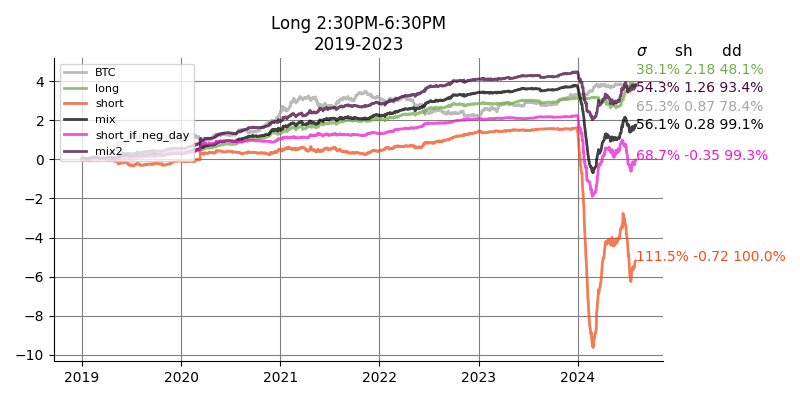 Long 2:30PM-6:30PM
2019-2023
σ sh dd
38.1% 2.18 48.1%
54.3% 1.26 93.4%
65.3% 0.87 78.4%
56.1% 0.28 99.1%
68.7% -0.35 99.3%
111.5% -0.72 100.0%
BTC
long
short
mix
short_if_neg_day
mix2
4
2
0
−2
−4
−6
−8
−10
2019 2020 2021 2022 2023 2024